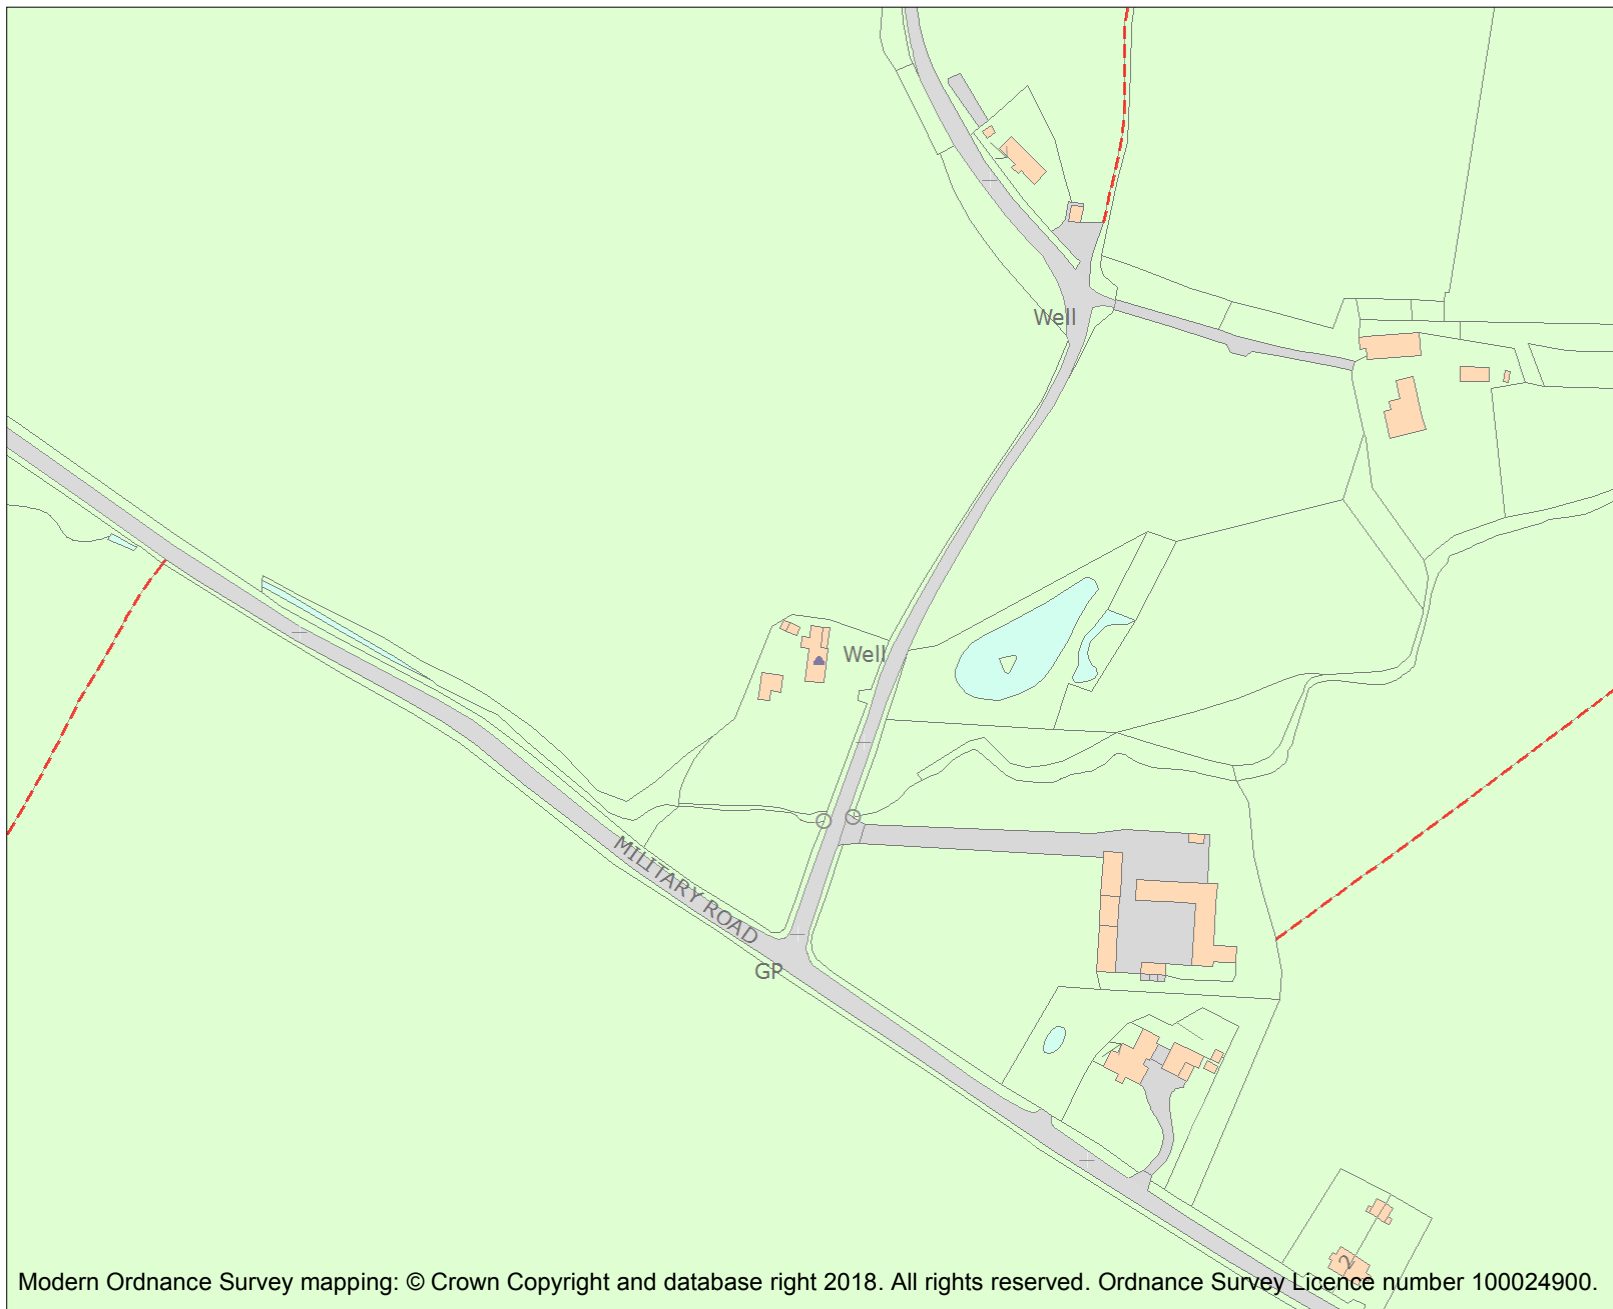 Well
Well
MILITARY ROAD
GP
2
Modern Ordnance Survey mapping: © Crown Copyright and database right 2018. All rights reserved. Ordnance Survey Licence number 100024900.